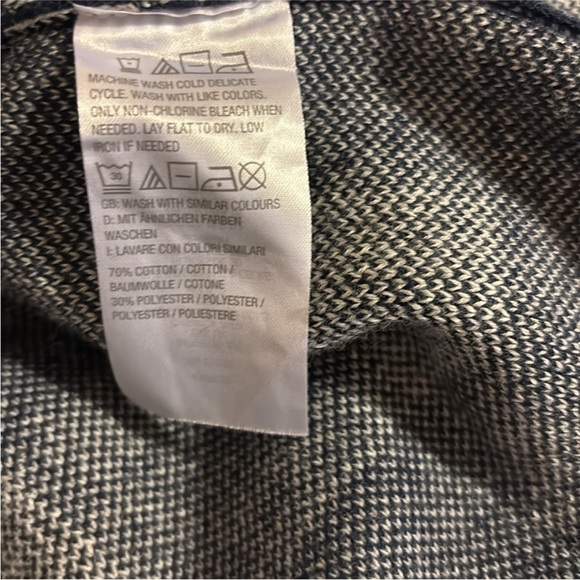 MACHINE WASH COLD DELICATE
CYCLE. WASH WITH LIKE COLORS.
ONLY NON-CHLORINE BLEACH WHEN
NEEDED. LAY FLAT TO DRY. LOW
IRON IF NEEDED
30
GB: WASH WITH SIMILAR COLOURS
D: MIT ÄHNLICHEN FARBEN
WASCHEN
I: LAVARE CON COLORI SIMILARI
70% COTTON / COTTON /
BAUMWOLLE / COTONE
30% POLYESTER / POLYESTER /
POLYESTER / POLIESTERE